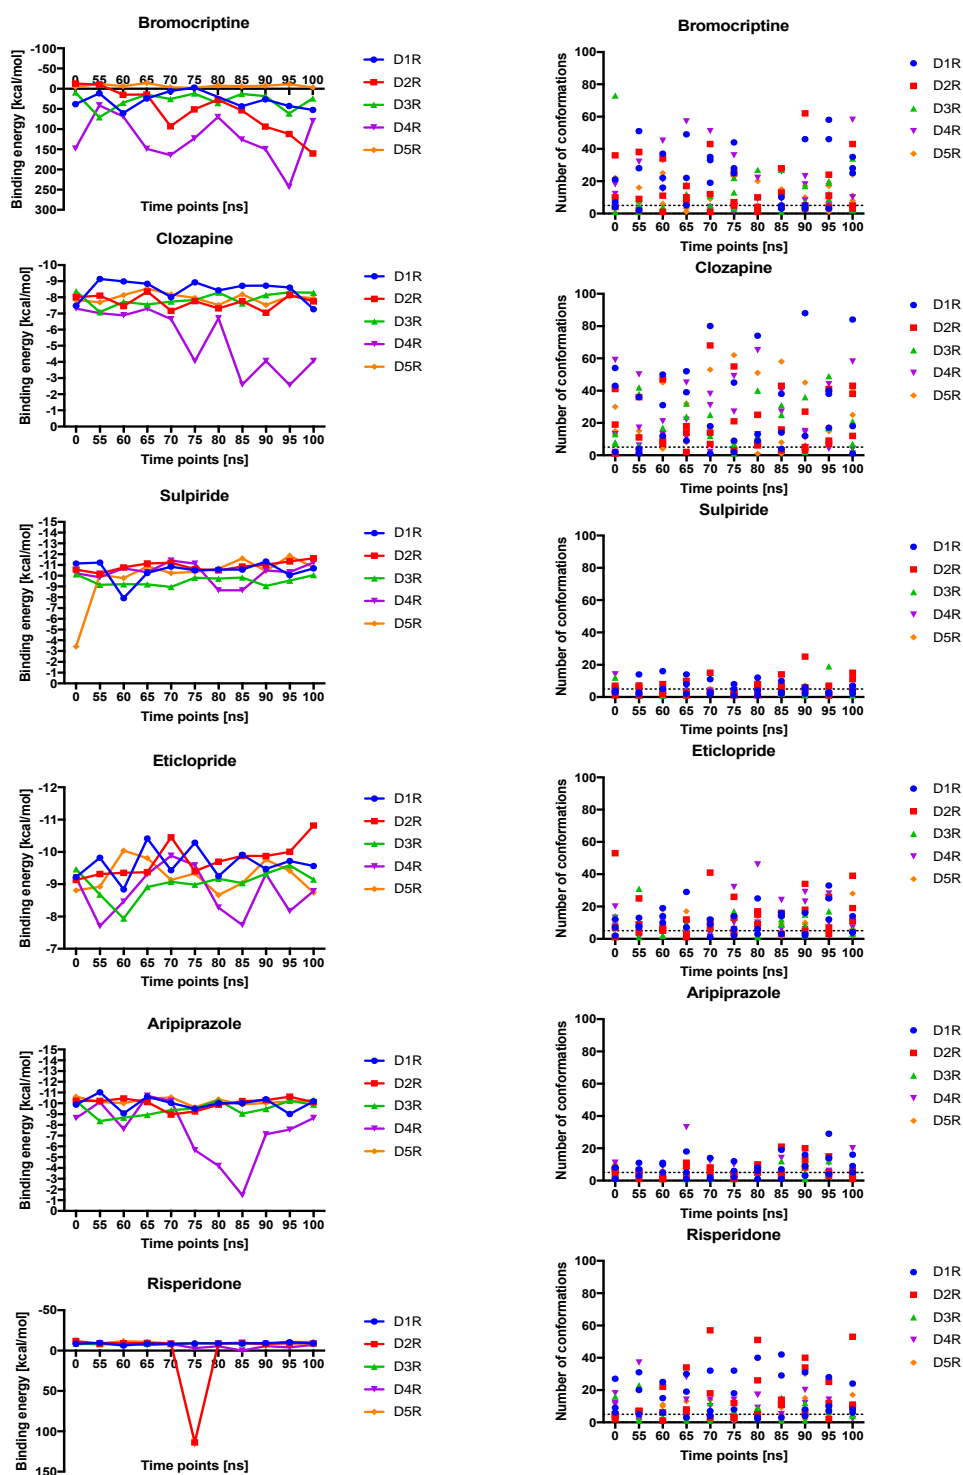 Bromocriptine
Binding energy [kcal/mol]
-100
-50
0
50
100
150
200
250
300
0 55 60 65 70 75 80 85 90 95 100
Time points [ns]
D1R
D2R
D3R
D4R
D5R
Bromocriptine
Number of conformations
100
80
60
40
20
0
0 55 60 65 70 75 80 85 90 95 100
Time points [ns]
D1R
D2R
D3R
D4R
D5R
Clozapine
Binding energy [kcal/mol]
-10
-9
-8
-7
-6
-5
-4
-3
-2
-1
0
0 55 60 65 70 75 80 85 90 95 100
Time points [ns]
D1R
D2R
D3R
D4R
D5R
Clozapine
Number of conformations
100
80
60
40
20
0
0 55 60 65 70 75 80 85 90 95 100
Time points [ns]
D1R
D2R
D3R
D4R
D5R
Sulpiride
Binding energy [kcal/mol]
-15
-14
-13
-12
-11
-10
-9
-8
-7
-6
-5
-4
-3
-2
-1
0
0 55 60 65 70 75 80 85 90 95 100
Time points [ns]
D1R
D2R
D3R
D4R
D5R
Sulpiride
Number of conformations
100
80
60
40
20
0
0 55 60 65 70 75 80 85 90 95 100
Time points [ns]
D1R
D2R
D3R
D4R
D5R
Eticlopride
Binding energy [kcal/mol]
-12
-11
-10
-9
-8
-7
0 55 60 65 70 75 80 85 90 95 100
Time points [ns]
D1R
D2R
D3R
D4R
D5R
Eticlopride
Number of conformations
100
80
60
40
20
0
0 55 60 65 70 75 80 85 90 95 100
Time points [ns]
D1R
D2R
D3R
D4R
D5R
Aripiprazole
Binding energy [kcal/mol]
-15
-14
-13
-12
-11
-10
-9
-8
-7
-6
-5
-4
-3
-2
-1
0
0 55 60 65 70 75 80 85 90 95 100
Time points [ns]
D1R
D2R
D3R
D4R
D5R
Aripiprazole
Number of conformations
100
80
60
40
20
0
0 55 60 65 70 75 80 85 90 95 100
Time points [ns]
D1R
D2R
D3R
D4R
D5R
Risperidone
Binding energy [kcal/mol]
-50
0
50
100
150
0 55 60 65 70 75 80 85 90 95 100
Time points [ns]
D1R
D2R
D3R
D4R
D5R
Risperidone
Number of conformations
100
80
60
40
20
0
0 55 60 65 70 75 80 85 90 95 100
Time points [ns]
D1R
D2R
D3R
D4R
D5R